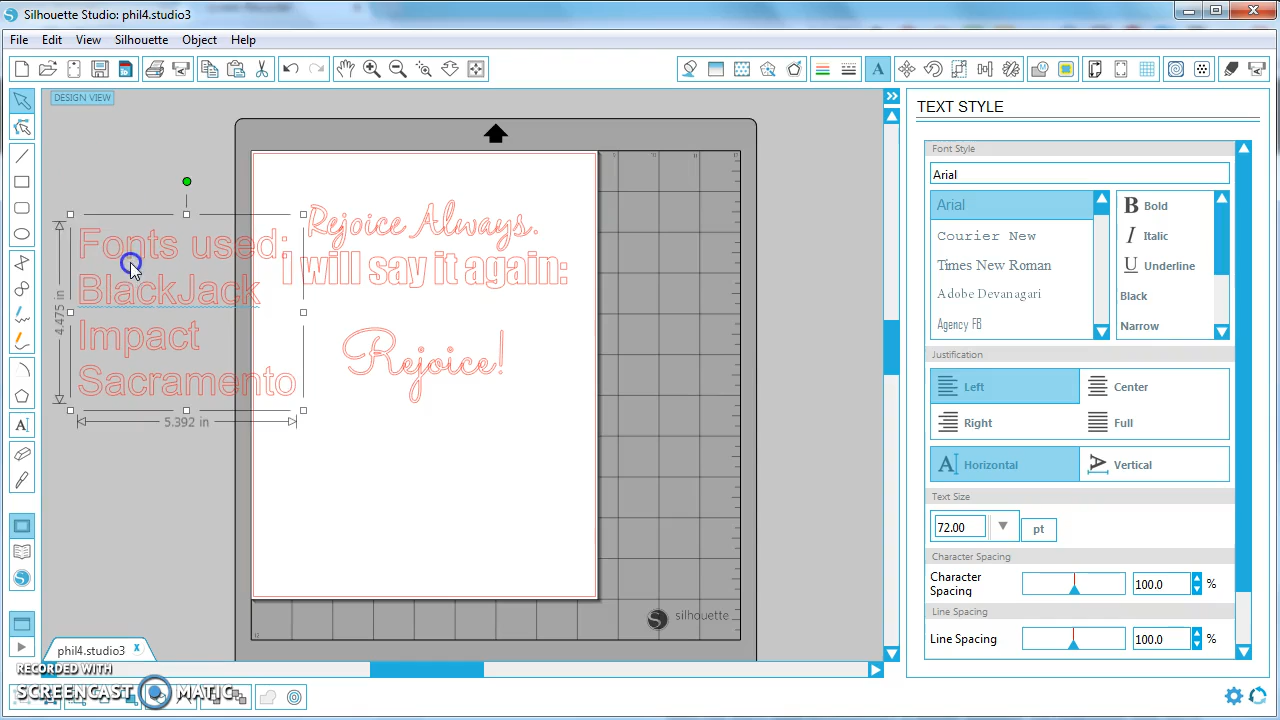 Silhouette Studio: phil4.studio3
File Edit View Silhouette Object Help
DESIGN VIEW
TEXT STYLE
Font Style
Arial
Arial
Courier New
Times New Roman
Adobe Devanagari
Agency FB
B Bold
I Italic
U Underline
Black
Narrow
Justification
Left
Center
Right
Full
Horizontal
Vertical
Text Size
72.00
pt
Character Spacing
Character
Spacing
100.0 %
Line Spacing
Line Spacing
100.0 %
Fonts used:
BlackJack
Impact
Sacramento
4.475 in
5.392 in
Rejoice Always.
I will say it again:
Rejoice!
silhouette
phil4.studio3
RECORDED WITH
SCREENCAST MATIC